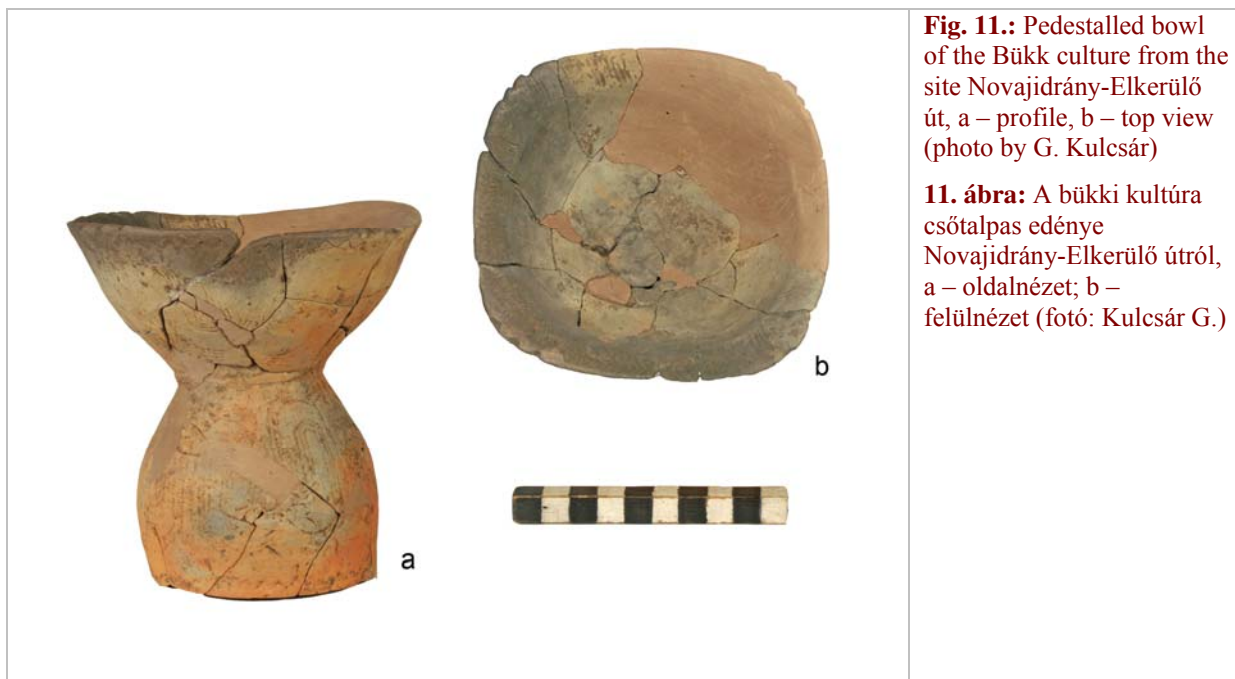 Fig. 11.: Pedestalled bowl
of the Bükk culture from the
site Novajidrány-Elkerülő
út, a – profile, b – top view
(photo by G. Kulcsár)
11. ábra: A bükki kultúra
csőtalpas edénye
Novajidrány-Elkerülő útról,
a – oldalnézet; b –
felülnézet (fotó: Kulcsár G.)
a
b